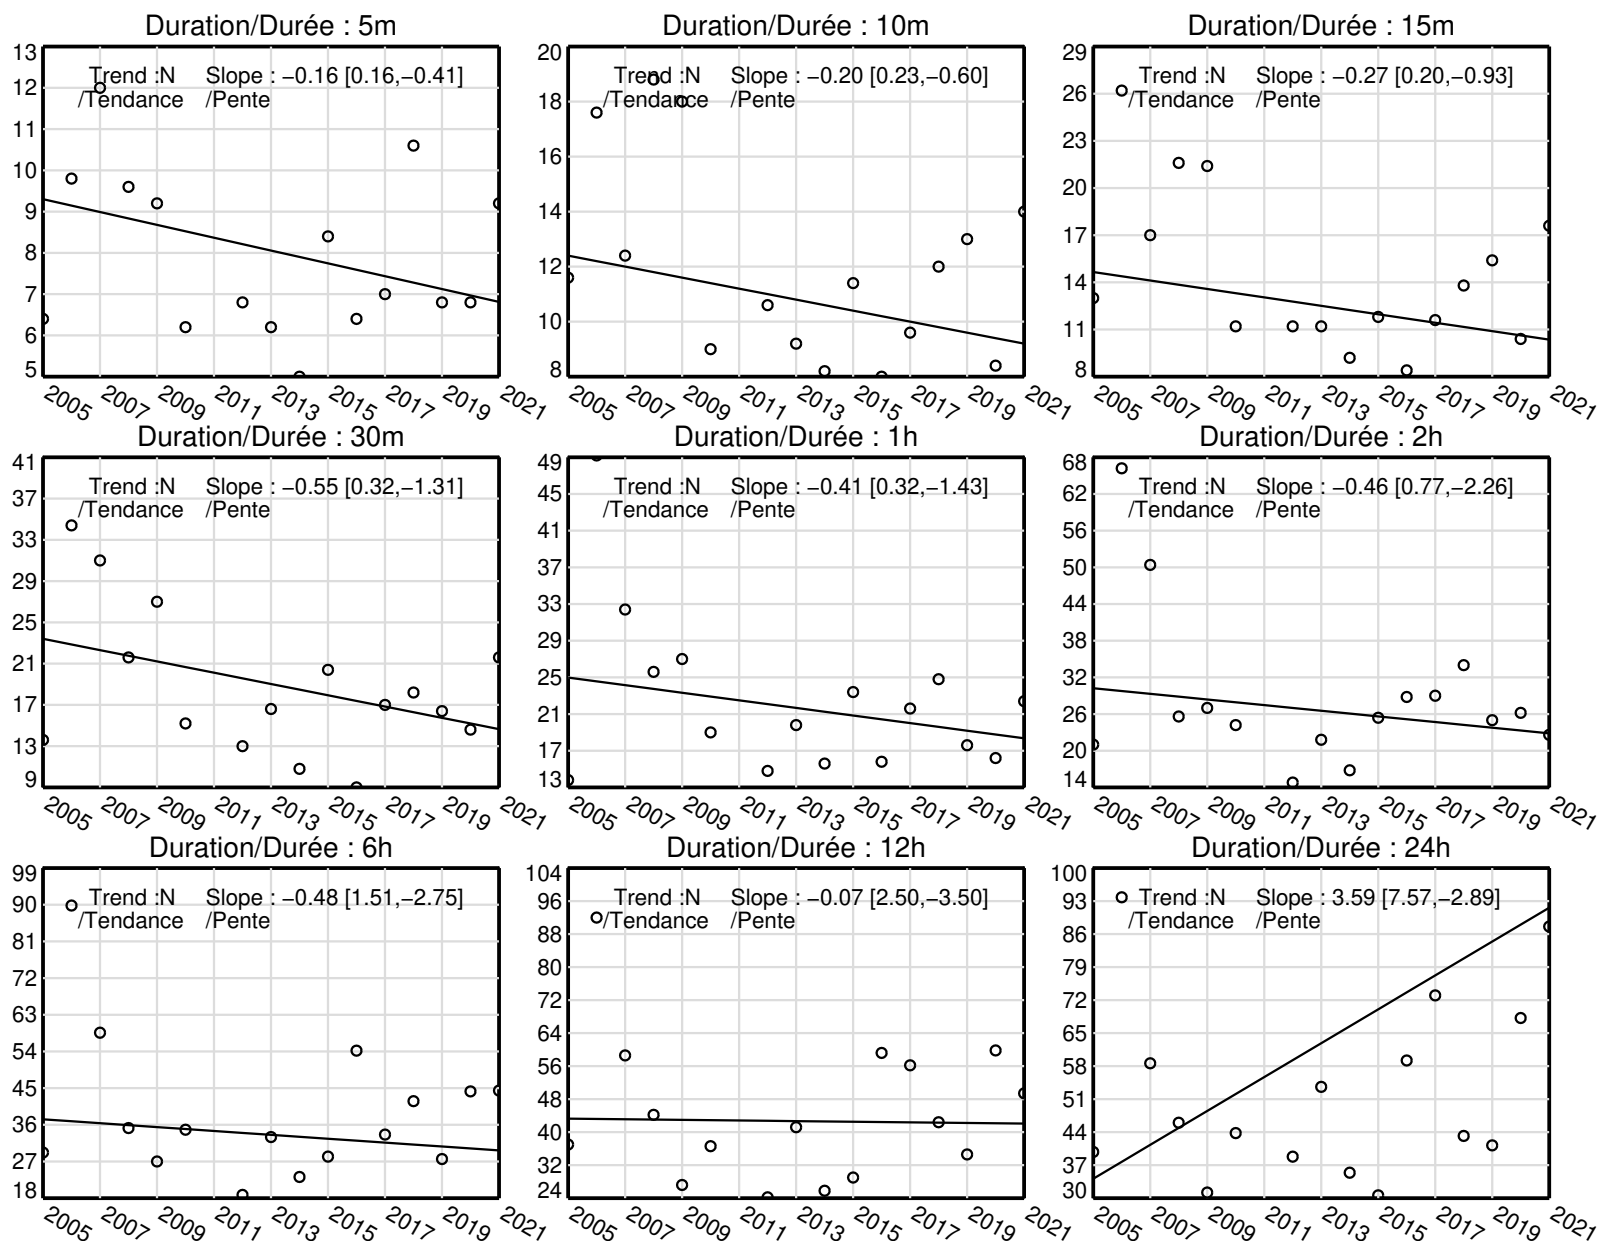 Duration/Durée : 5m
Trend :N Slope : −0.16 [0.16,−0.41]
/Tendance /Pente
13
12
11
10
9
8
7
6
5
2005 2007 2009 2011 2013 2015 2017 2019 2021
Duration/Durée : 10m
Trend :N Slope : −0.20 [0.23,−0.60]
/Tendance /Pente
20
18
16
14
12
10
8
2005 2007 2009 2011 2013 2015 2017 2019 2021
Duration/Durée : 15m
Trend :N Slope : −0.27 [0.20,−0.93]
/Tendance /Pente
29
26
23
20
17
14
11
8
2005 2007 2009 2011 2013 2015 2017 2019 2021
Duration/Durée : 30m
Trend :N Slope : −0.55 [0.32,−1.31]
/Tendance /Pente
41
37
33
29
25
21
17
13
9
2005 2007 2009 2011 2013 2015 2017 2019 2021
Duration/Durée : 1h
Trend :N Slope : −0.41 [0.32,−1.43]
/Tendance /Pente
49
45
41
37
33
29
25
21
17
13
2005 2007 2009 2011 2013 2015 2017 2019 2021
Duration/Durée : 2h
Trend :N Slope : −0.46 [0.77,−2.26]
/Tendance /Pente
68
62
56
50
44
38
32
26
20
14
2005 2007 2009 2011 2013 2015 2017 2019 2021
Duration/Durée : 6h
Trend :N Slope : −0.48 [1.51,−2.75]
/Tendance /Pente
99
90
81
72
63
54
45
36
27
18
2005 2007 2009 2011 2013 2015 2017 2019 2021
Duration/Durée : 12h
Trend :N Slope : −0.07 [2.50,−3.50]
/Tendance /Pente
104
96
88
80
72
64
56
48
40
32
24
2005 2007 2009 2011 2013 2015 2017 2019 2021
Duration/Durée : 24h
Trend :N Slope : 3.59 [7.57,−2.89]
/Tendance /Pente
100
93
86
79
72
65
58
51
44
37
30
2005 2007 2009 2011 2013 2015 2017 2019 2021